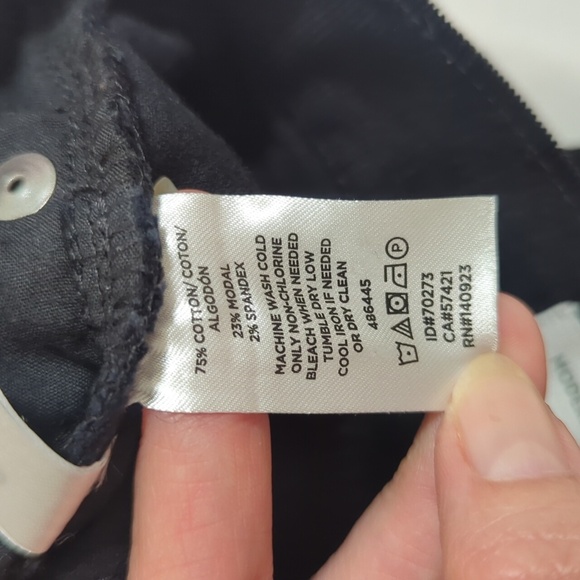 75% COTTON/COTON/
ALGODÓN
23% MODAL
2% SPANDEX
MACHINE WASH COLD
ONLY NON-CHLORINE
BLEACH WHEN NEEDED
TUMBLE DRY LOW
COOL IRON IF NEEDED
OR DRY CLEAN
486445
P
ID#70273
CA#57421
RN#140923